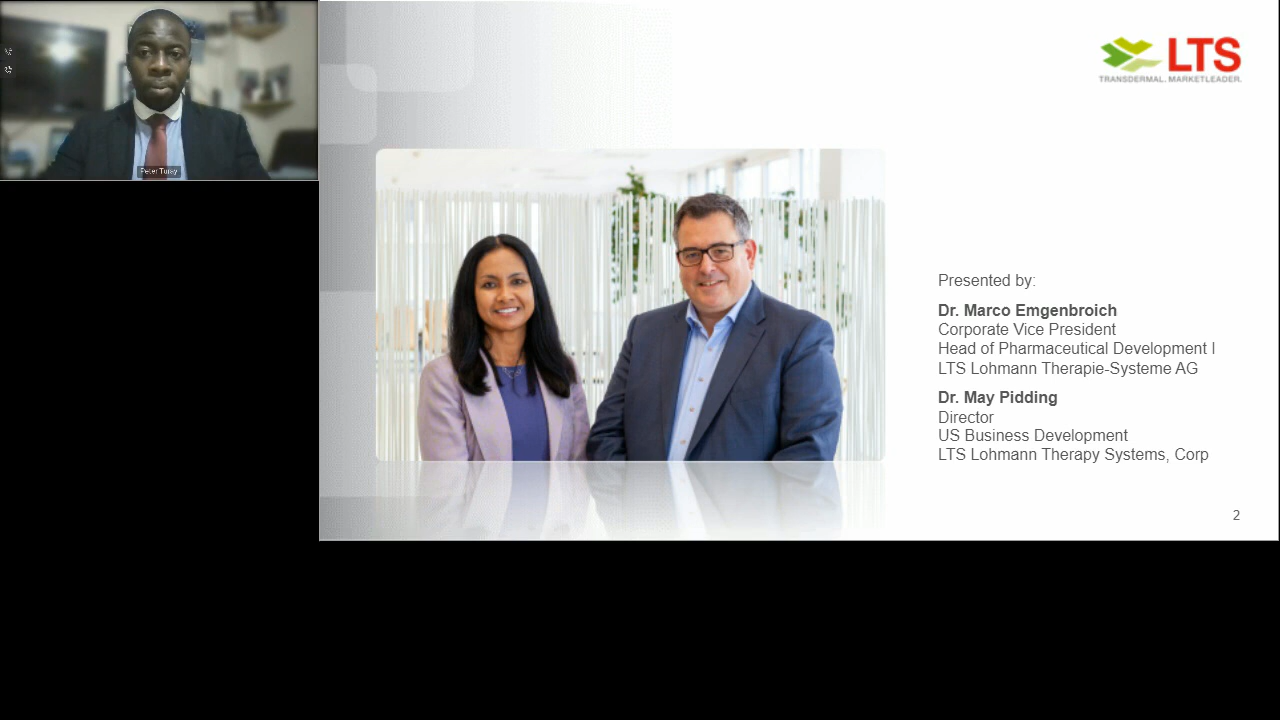 Peter Turay
LTS
TRANSDERMAL. MARKETLEADER.
Presented by:
Dr. Marco Emgenbroich
Corporate Vice President
Head of Pharmaceutical Development I
LTS Lohmann Therapie-Systeme AG
Dr. May Pidding
Director
US Business Development
LTS Lohmann Therapy Systems, Corp
2